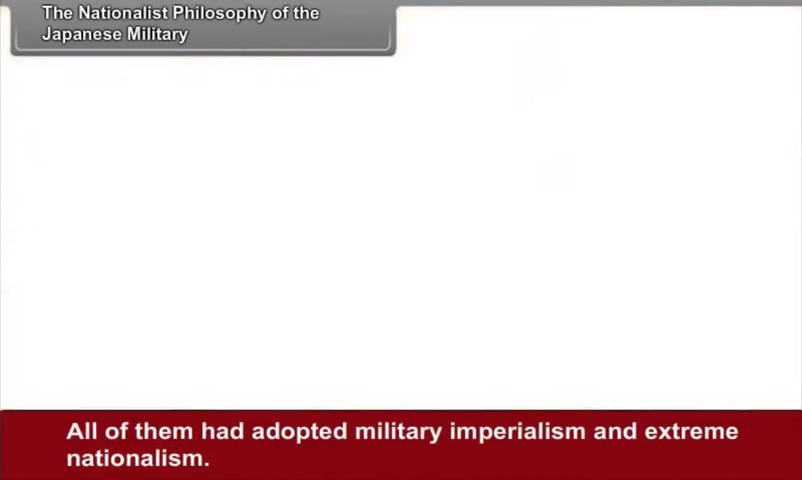 The Nationalist Philosophy of the
Japanese Military
All of them had adopted military imperialism and extreme
nationalism.